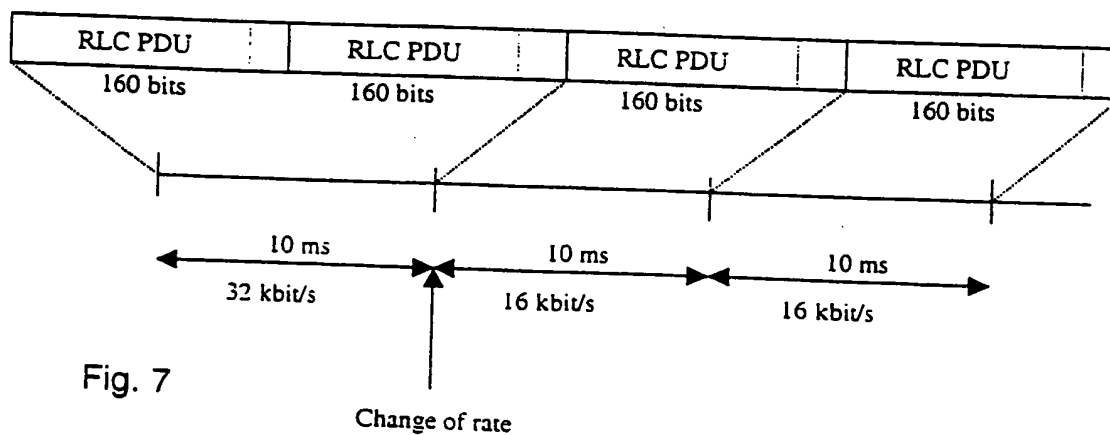 RLC PDU RLC PDU RLC PDU RLC PDU
160 bits 160 bits 160 bits 160 bits
10 ms 10 ms 10 ms
32 kbit/s 16 kbit/s 16 kbit/s
Fig. 7
Change of rate